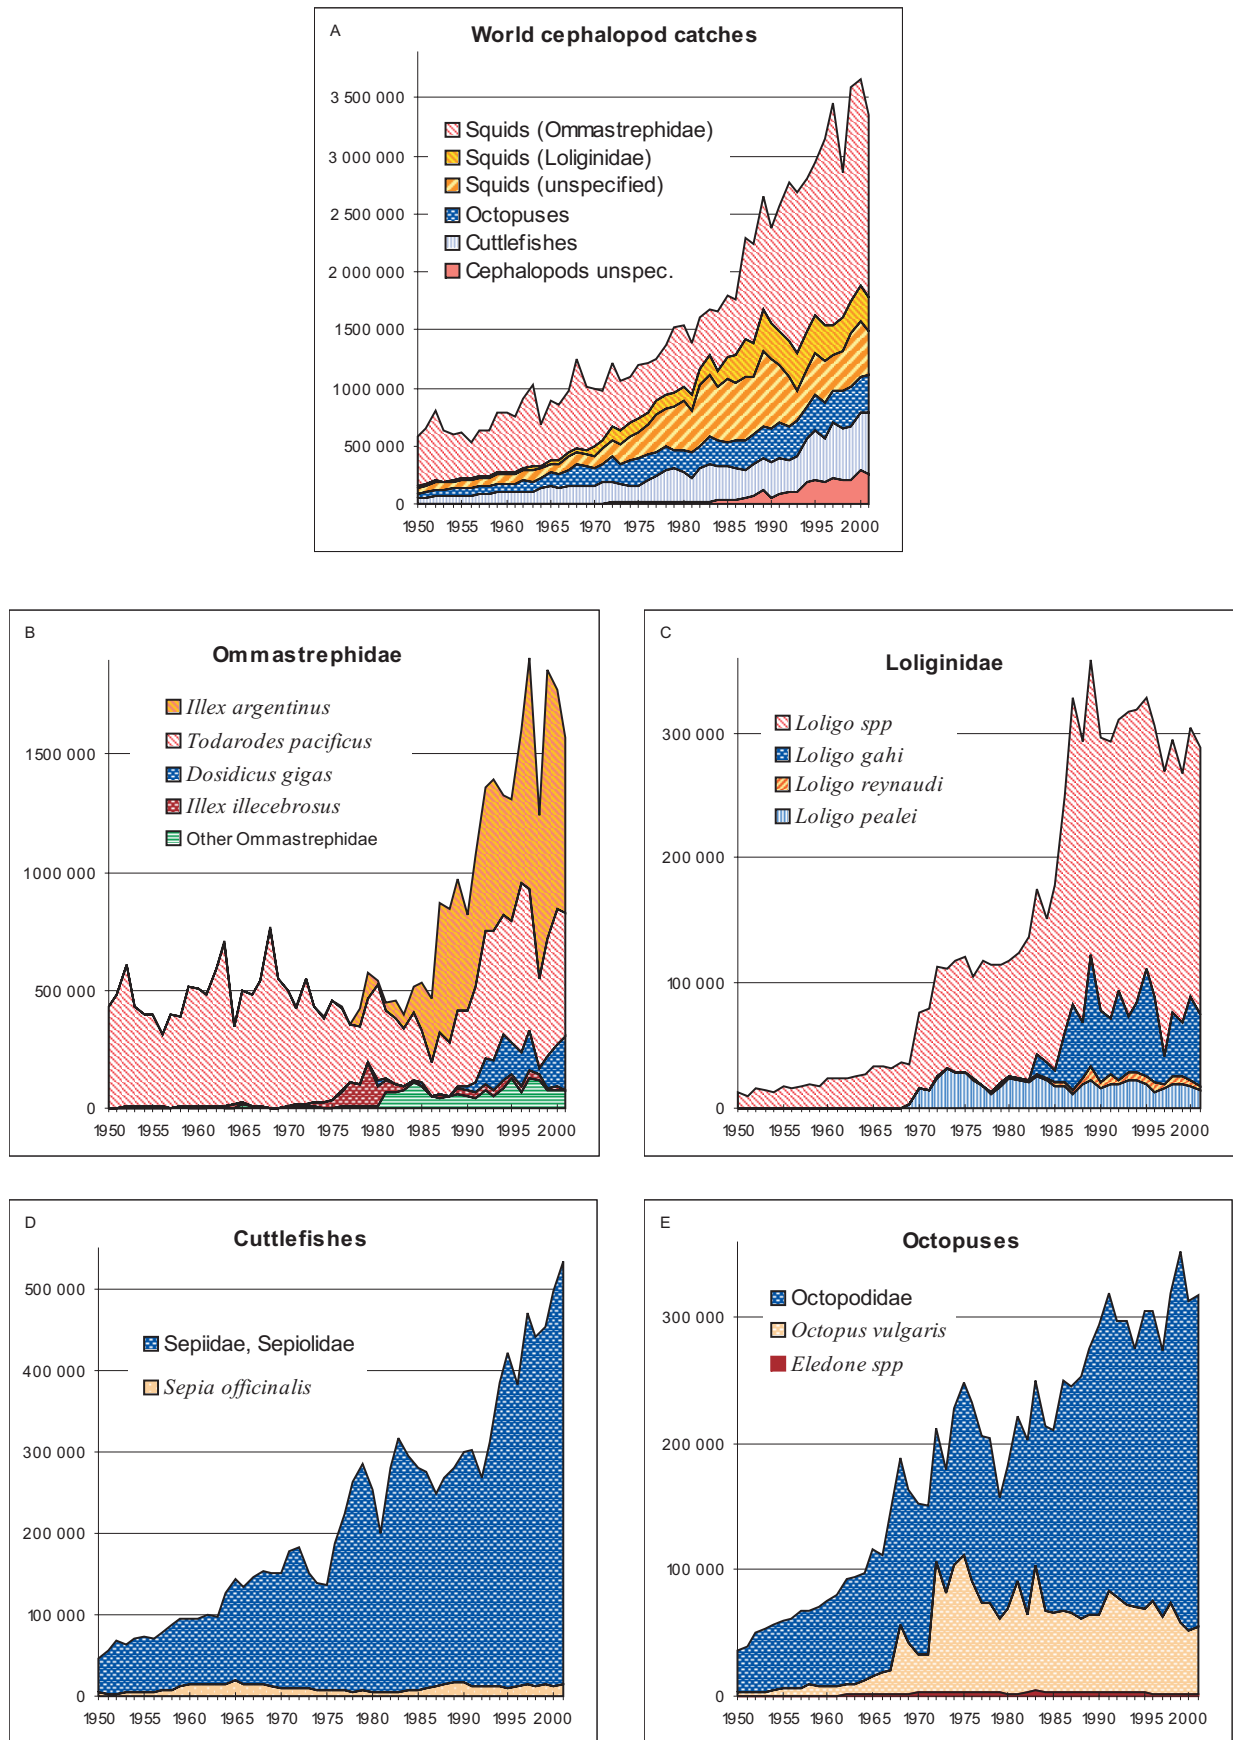 A
World cephalopod catches
3 500 000
3 000 000
2 500 000
2 000 000
1 500 000
1000 000
500 000
0
Squids (Ommastrephidae)
Squids (Loliginidae)
Squids (unspecified)
Octopuses
Cuttlefishes
Cephalopods unspec.
1950 1955 1960 1965 1970 1975 1980 1985 1990 1995 2000
B
Ommastrephidae
Illex argentinus
Todarodes pacificus
Dosidicus gigas
Illex illecebrosus
Other Ommastrephidae
1500 000
1000 000
500 000
0
1950 1955 1960 1965 1970 1975 1980 1985 1990 1995 2000
C
Loliginidae
Loligo spp
Loligo gahi
Loligo reynaudi
Loligo pealei
300 000
200 000
100 000
0
1950 1955 1960 1965 1970 1975 1980 1985 1990 1995 2000
D
Cuttlefishes
500 000
400 000
300 000
200 000
100 000
0
Sepiidae, Sepiolidae
Sepia officinalis
1950 1955 1960 1965 1970 1975 1980 1985 1990 1995 2000
E
Octopuses
Octopodidae
Octopus vulgaris
Eledone spp
300 000
200 000
100 000
0
1950 1955 1960 1965 1970 1975 1980 1985 1990 1995 2000